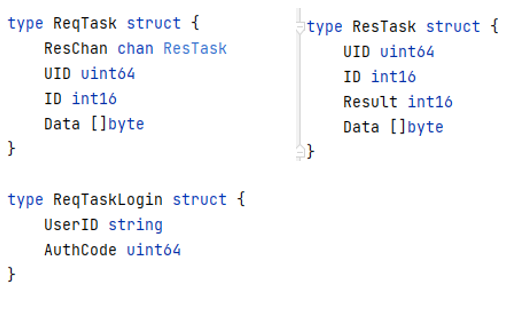 type ReqTask struct {
    ResChan chan ResTask
    UID uint64
    ID int16
    Data []byte
}
type ResTask struct {
    UID uint64
    ID int16
    Result int16
    Data []byte
}
type ReqTaskLogin struct {
    UserID string
    AuthCode uint64
}